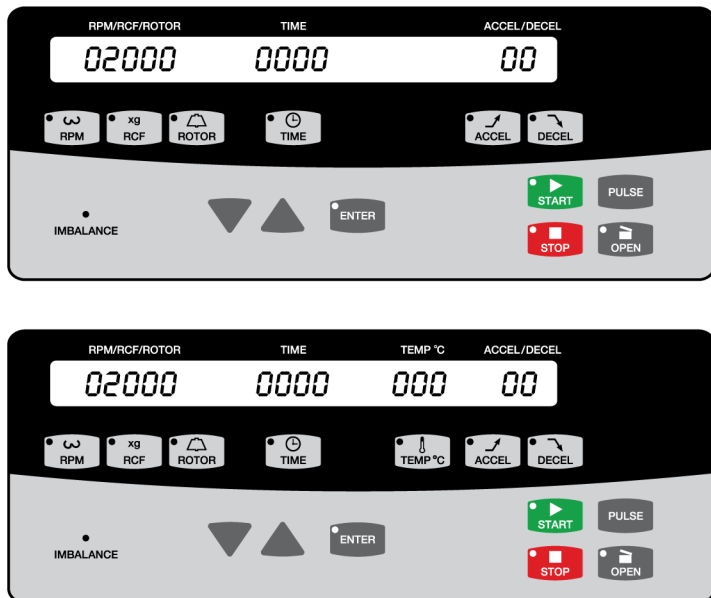 RPM/RCF/ROTOR TIME ACCEL/DECEL
02000 0000 00
xg
RPM RCF ROTOR TIME ACCEL DECEL
START PULSE
ENTER
IMBALANCE
STOP OPEN
RPM/RCF/ROTOR TIME TEMP °C ACCEL/DECEL
02000 0000 000 00
xg
RPM RCF ROTOR TIME TEMP °C ACCEL DECEL
START PULSE
ENTER
IMBALANCE
STOP OPEN